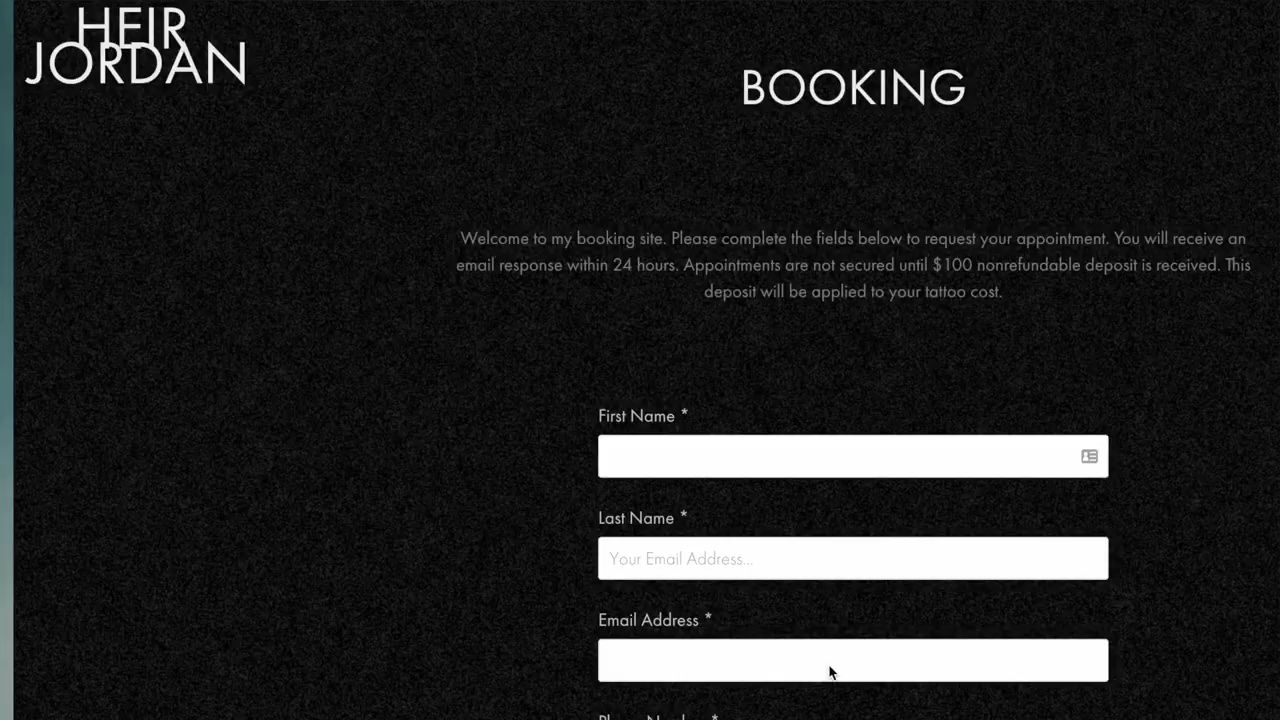 HEIR
JORDAN
BOOKING
Welcome to my booking site. Please complete the fields below to request your appointment. You will receive an
email response within 24 hours. Appointments are not secured until $100 nonrefundable deposit is received. This
deposit will be applied to your tattoo cost.
First Name *
Last Name *
Your Email Address...
Email Address *